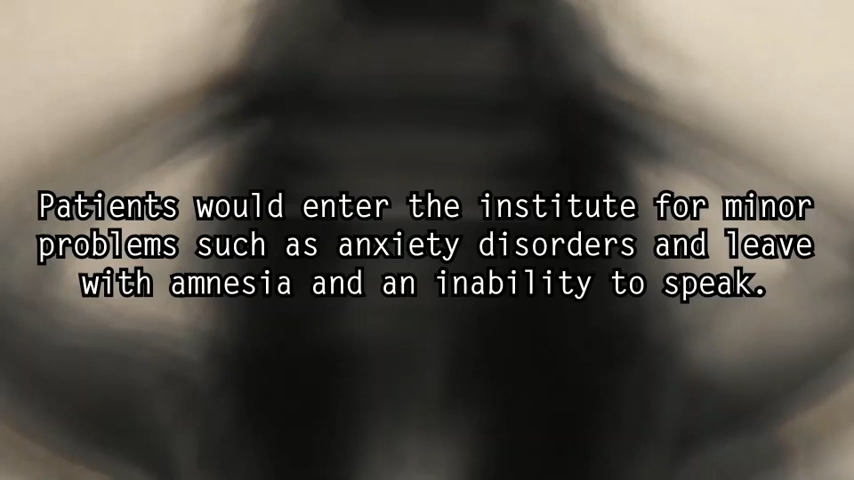 Patients would enter the institute for minor
problems such as anxiety disorders and leave
with amnesia and an inability to speak.